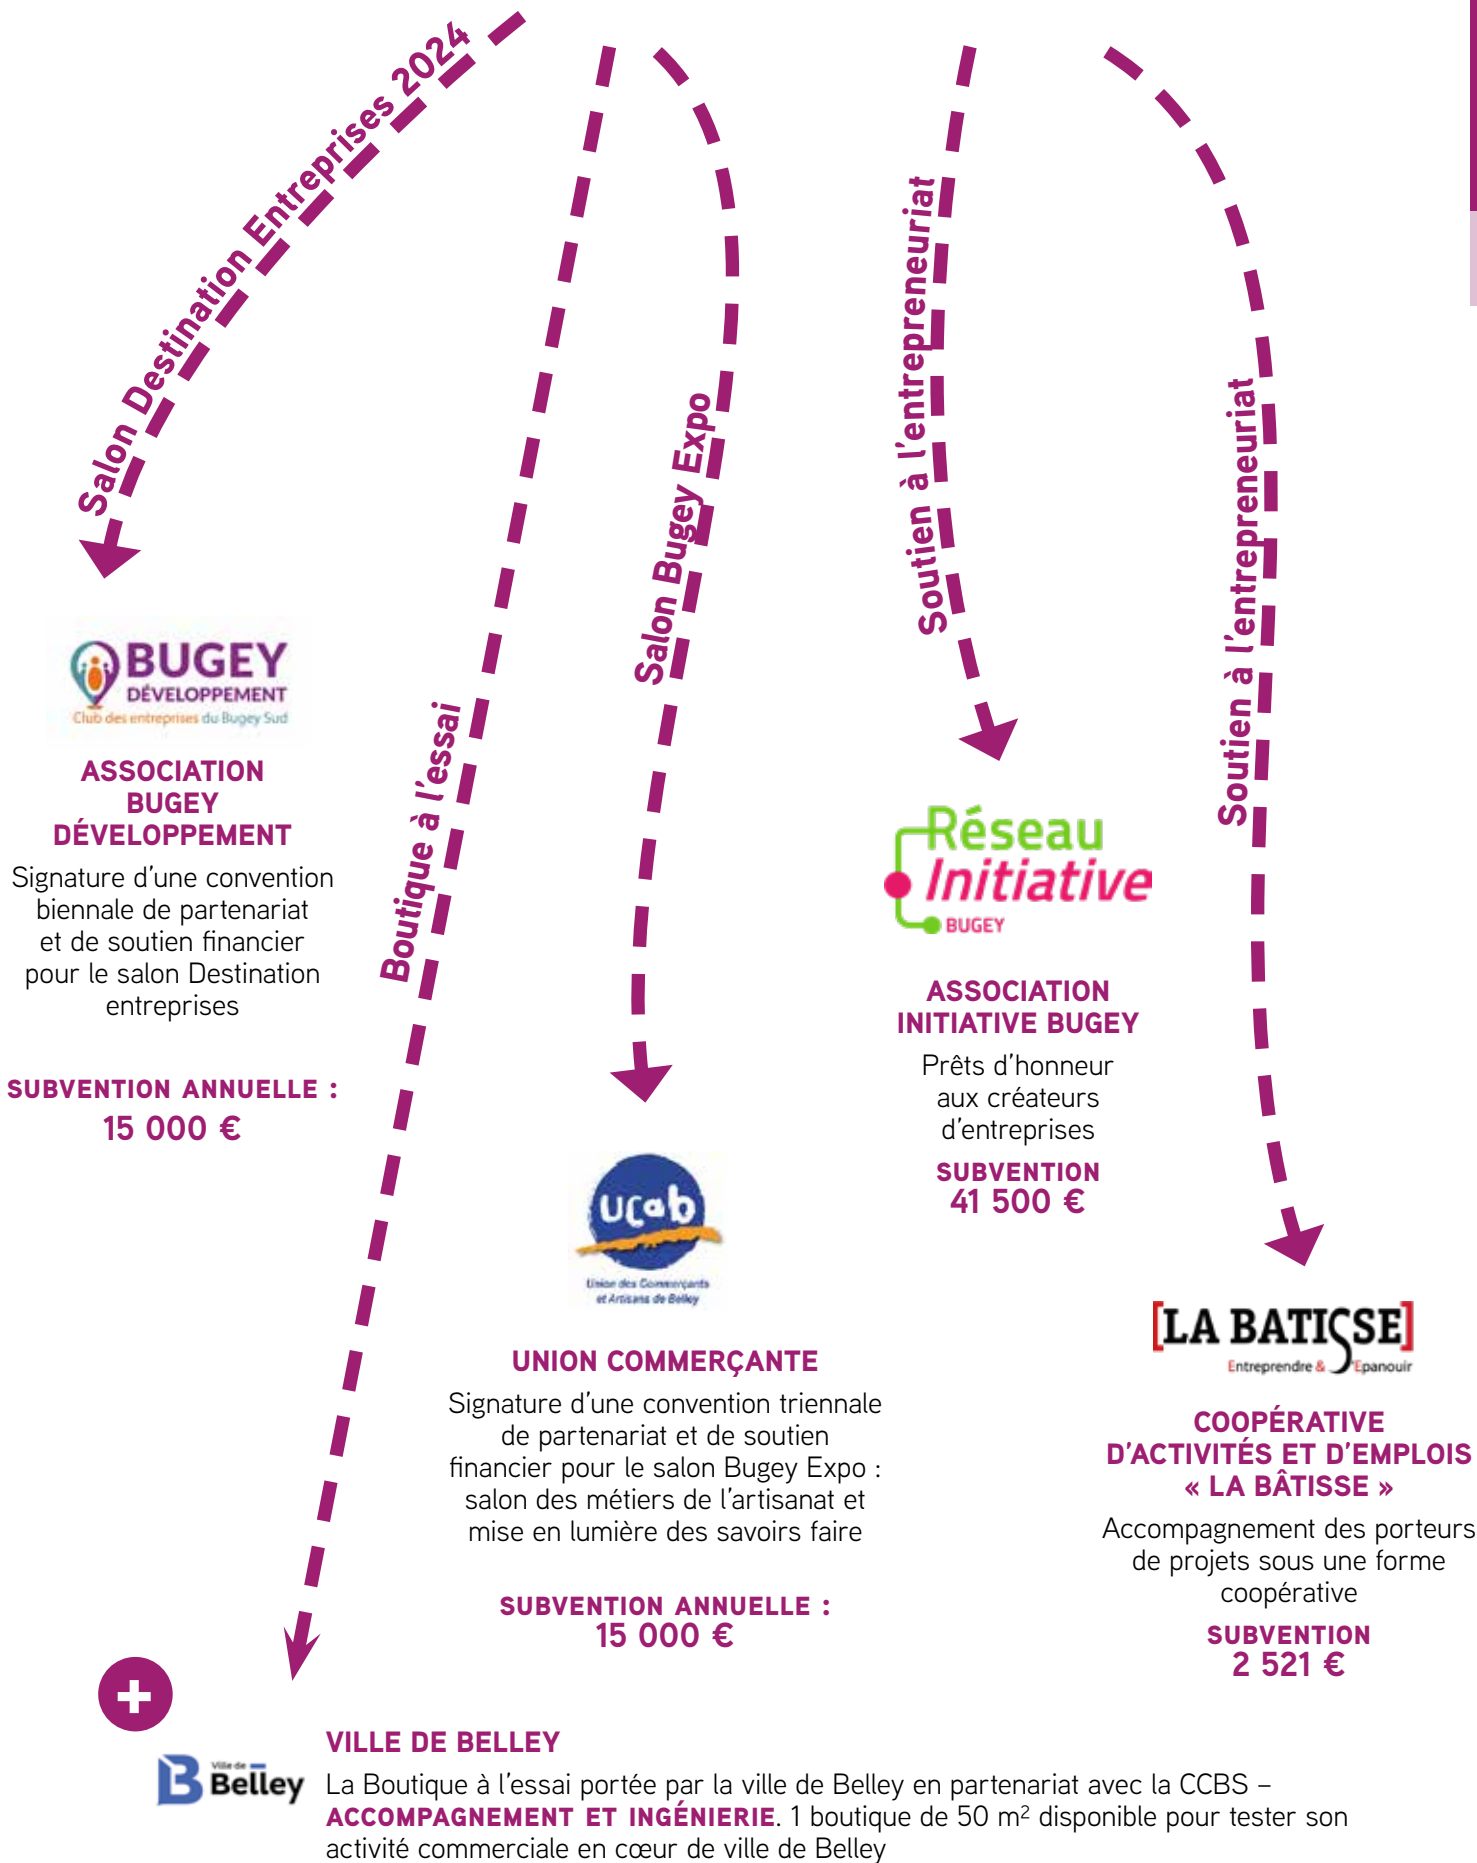 Salon Destination Entreprises 2024
Boutique à l'essai
Salon Bugey Expo
Soutien à l'entrepreneuriat
Soutien à l'entrepreneuriat
BUGEY
DÉVELOPPEMENT
Club des entreprises du Bugey Sud
ASSOCIATION
BUGEY
DÉVELOPPEMENT
Signature d'une convention
biennale de partenariat
et de soutien financier
pour le salon Destination
entreprises
SUBVENTION ANNUELLE :
15 000 €
ucab
Union des Commerçants
et Artisans de Belley
UNION COMMERÇANTE
Signature d'une convention triennale
de partenariat et de soutien
financier pour le salon Bugey Expo :
salon des métiers de l'artisanat et
mise en lumière des savoirs faire
SUBVENTION ANNUELLE :
15 000 €
Réseau
Initiative
BUGEY
ASSOCIATION
INITIATIVE BUGEY
Prêts d'honneur
aux créateurs
d'entreprises
SUBVENTION
41 500 €
[LA BATISSE]
Entreprendre & S'Epanouir
COOPÉRATIVE
D'ACTIVITÉS ET D'EMPLOIS
« LA BÂTISSE »
Accompagnement des porteurs
de projets sous une forme
coopérative
SUBVENTION
2 521 €
+
Ville de
Belley
VILLE DE BELLEY
La Boutique à l'essai portée par la ville de Belley en partenariat avec la CCBS –
ACCOMPAGNEMENT ET INGÉNIERIE. 1 boutique de 50 m² disponible pour tester son
activité commerciale en cœur de ville de Belley